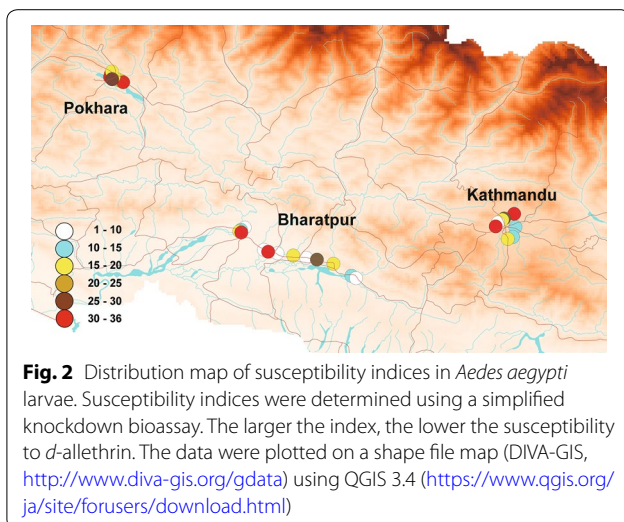 Pokhara
Kathmandu
Bharatpur
1 - 10
10 - 15
15 - 20
20 - 25
25 - 30
30 - 36
Fig. 2 Distribution map of susceptibility indices in Aedes aegypti
larvae. Susceptibility indices were determined using a simplified
knockdown bioassay. The larger the index, the lower the susceptibility
to d-allethrin. The data were plotted on a shape file map (DIVA-GIS,
http://www.diva-gis.org/gdata) using QGIS 3.4 (https://www.qgis.org/
ja/site/forusers/download.html)